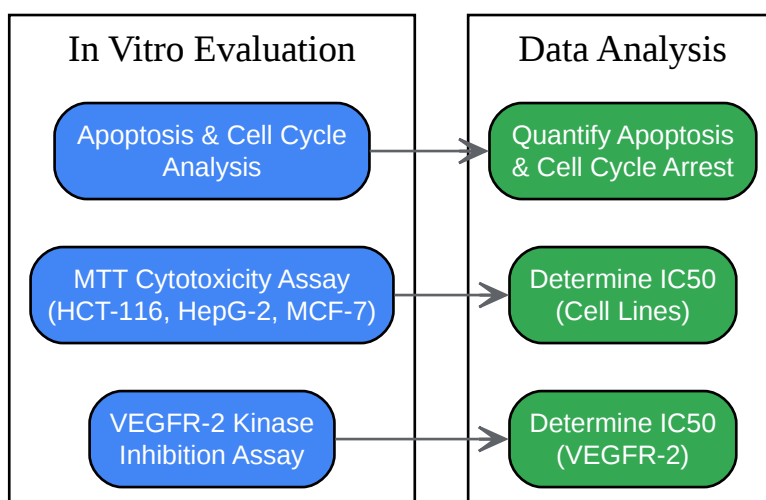 In Vitro Evaluation
Apoptosis & Cell Cycle
Analysis
MTT Cytotoxicity Assay
(HCT-116, HepG-2, MCF-7)
VEGFR-2 Kinase
Inhibition Assay
Data Analysis
Quantify Apoptosis
& Cell Cycle Arrest
Determine IC50
(Cell Lines)
Determine IC50
(VEGFR-2)